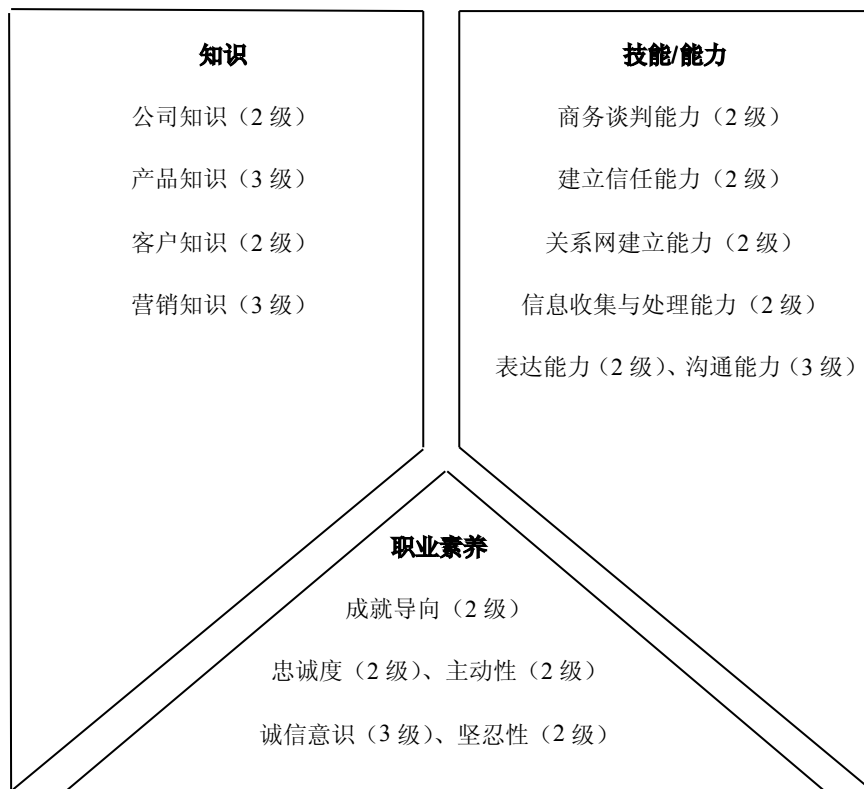 知识
公司知识（2 级）
产品知识（3 级）
客户知识（2 级）
营销知识（3 级）
技能/能力
商务谈判能力（2 级）
建立信任能力（2 级）
关系网建立能力（2 级）
信息收集与处理能力（2 级）
表达能力（2 级）、沟通能力（3 级）
职业素养
成就导向（2 级）
忠诚度（2 级）、主动性（2 级）
诚信意识（3 级）、坚忍性（2 级）